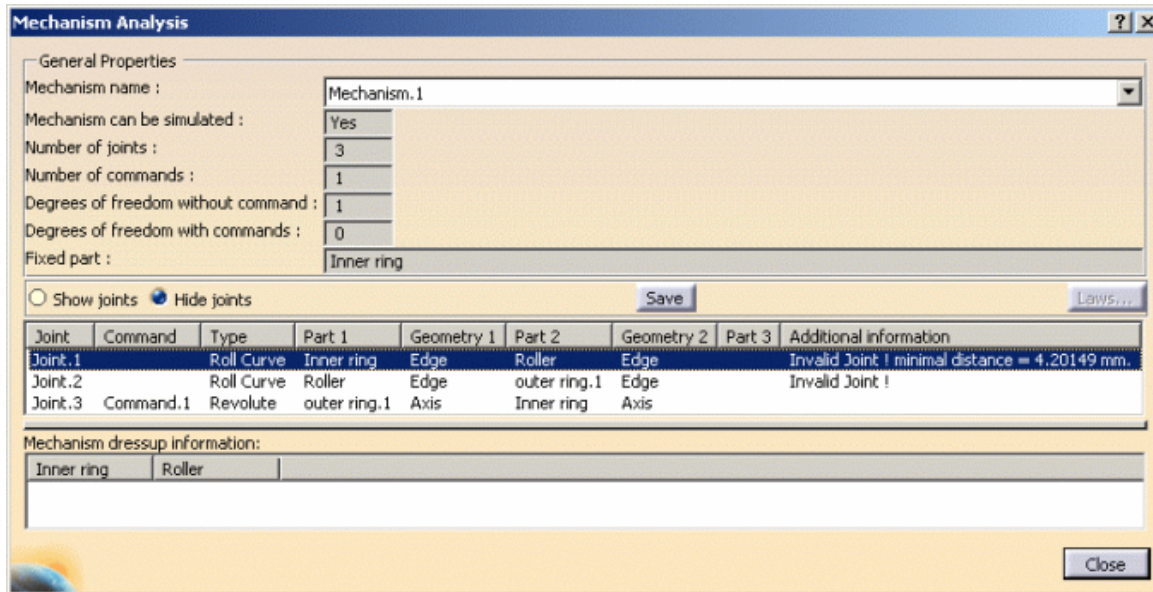 Mechanism Analysis
General Properties
Mechanism name : Mechanism.1
Mechanism can be simulated : Yes
Number of joints : 3
Number of commands : 1
Degrees of freedom without command : 1
Degrees of freedom with commands : 0
Fixed part : Inner ring
Show joints Hide joints Save Laws...
Joint Command Type Part 1 Geometry 1 Part 2 Geometry 2 Part 3 Additional information
Joint.1 Roll Curve Inner ring Edge Roller Edge Invalid Joint ! minimal distance = 4.20149 mm.
Joint.2 Roll Curve Roller Edge outer ring.1 Edge Invalid Joint !
Joint.3 Command.1 Revolute outer ring.1 Axis Inner ring Axis
Mechanism dressup information:
Inner ring Roller
Close